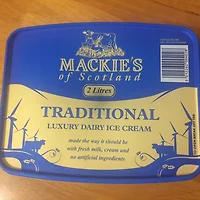 MACKIE'S
of Scotland
2 Litres
TRADITIONAL
LUXURY DAIRY ICE CREAM
made the way it should be
with fresh milk, cream and
no artificial ingredients